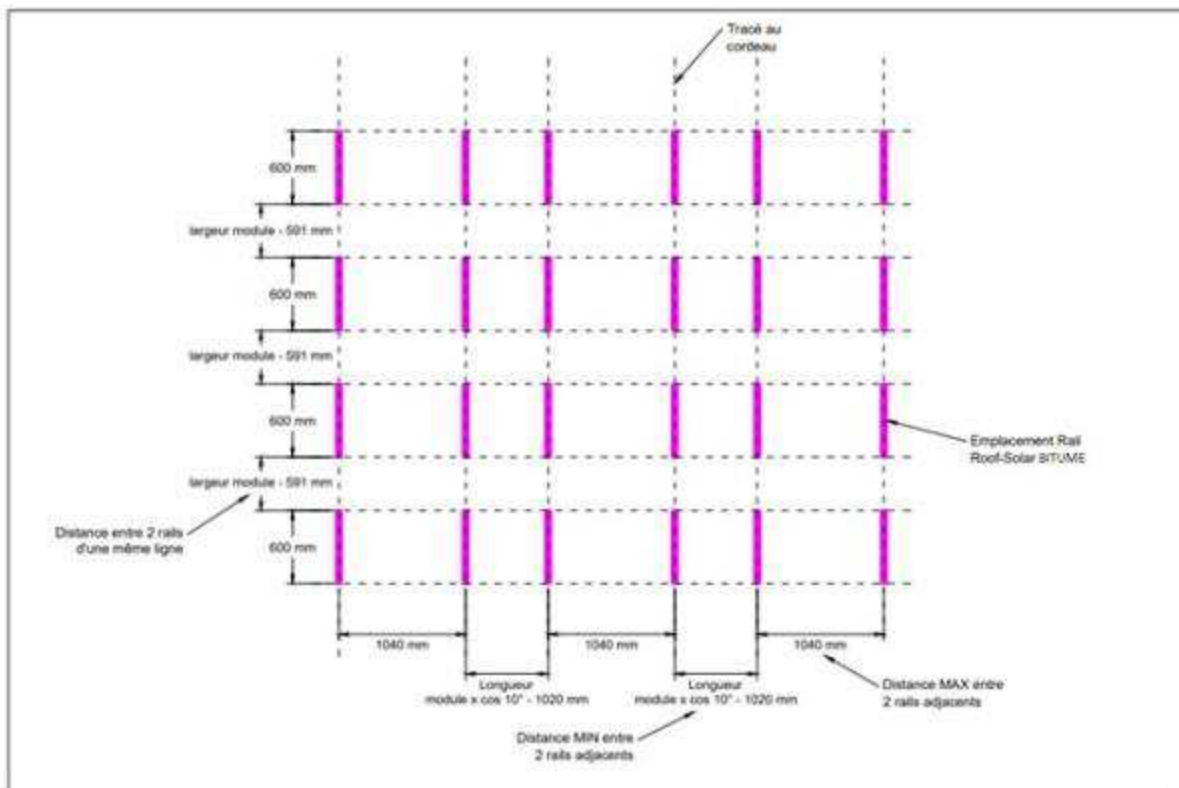 Tracé au
cordeau
600 mm
largeur module - 591 mm
600 mm
largeur module - 591 mm
600 mm
Emplacement Rail
Roof-Solar BITUME
largeur module - 591 mm
Distance entre 2 rails
d'une même ligne
600 mm
1040 mm
1040 mm
1040 mm
Longueur
module x cos 10° - 1020 mm
Longueur
module x cos 10° - 1020 mm
Distance MAX entre
2 rails adjacents
Distance MIN entre
2 rails adjacents